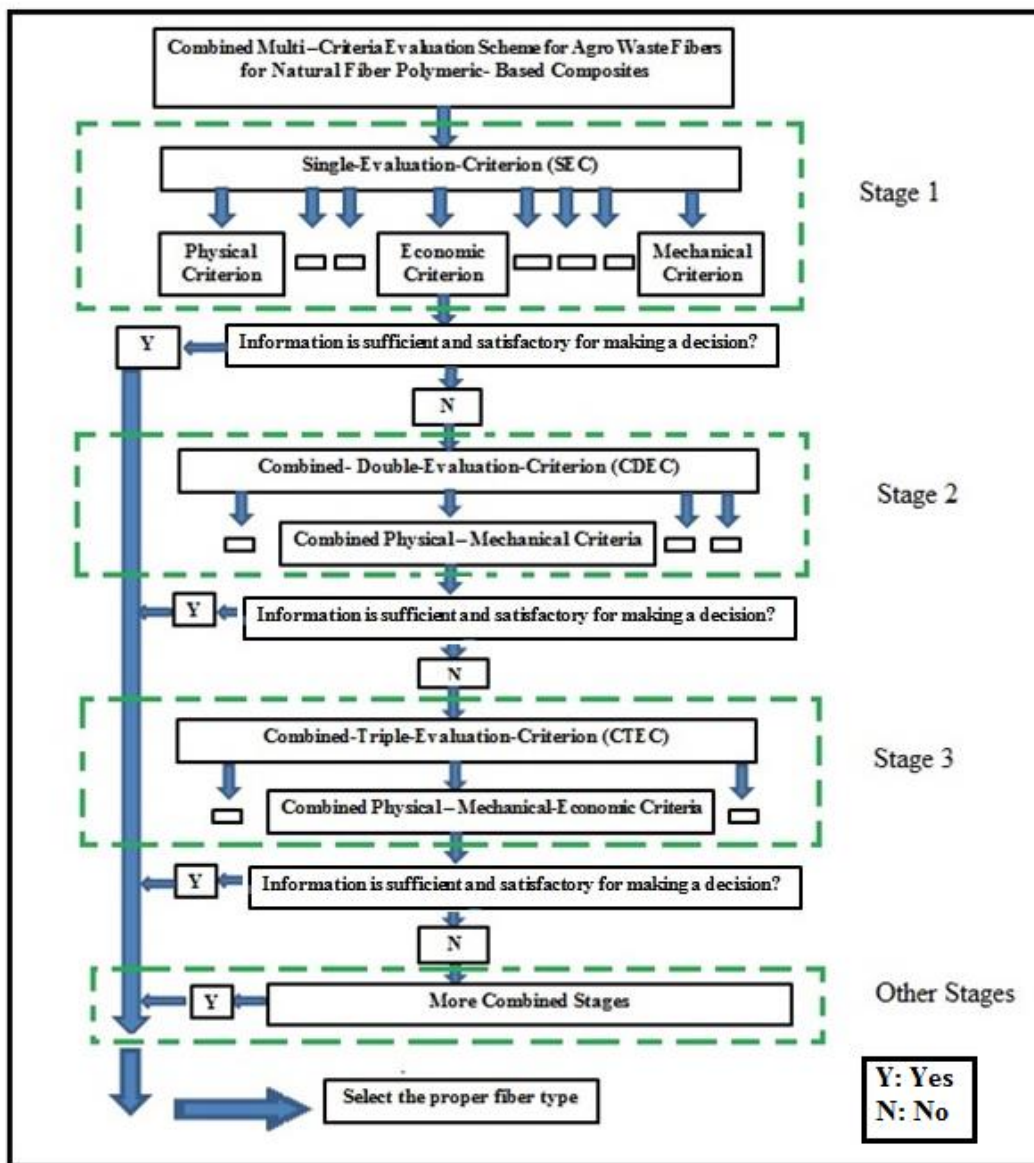 Combined Multi–Criteria Evaluation Scheme for Agro Waste Fibers
for Natural Fiber Polymeric- Based Composites
Single-Evaluation-Criterion (SEC)
Stage 1
Physical
Criterion
Economic
Criterion
Mechanical
Criterion
Y
Information is sufficient and satisfactory for making a decision?
N
Combined- Double-Evaluation-Criterion (CDEC)
Stage 2
Combined Physical – Mechanical Criteria
Y
Information is sufficient and satisfactory for making a decision?
N
Combined-Triple-Evaluation-Criterion (CTEC)
Stage 3
Combined Physical – Mechanical-Economic Criteria
Y
Information is sufficient and satisfactory for making a decision?
N
Y
More Combined Stages
Other Stages
Select the proper fiber type
Y: Yes
N: No